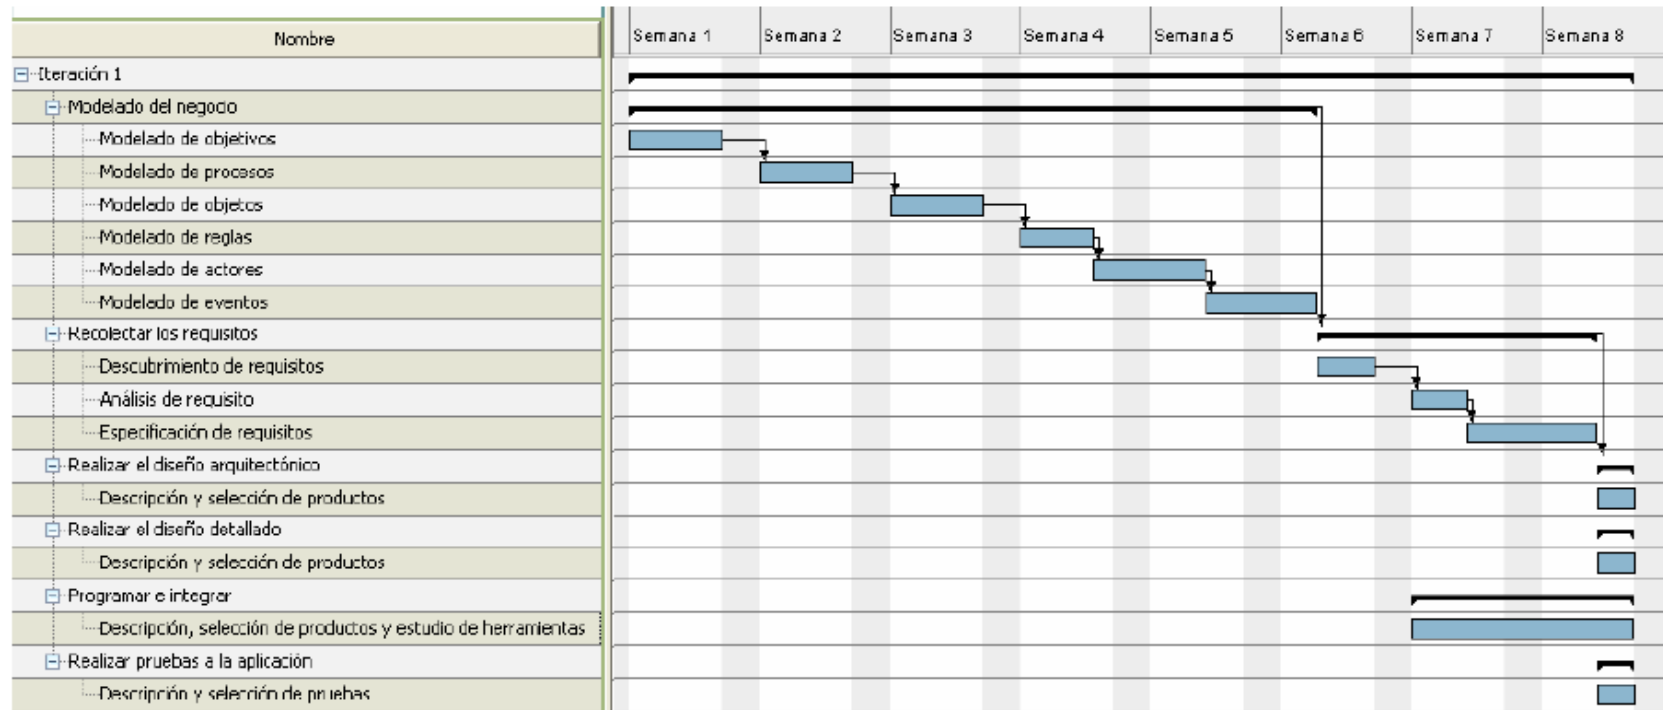 Nombre
Semana 1 Semana 2 Semana 3 Semana 4 Semana 5 Semana 6 Semana 7 Semana 8
Iteración 1
Modelado del negocio
Modelado de objetivos
Modelado de procesos
Modelado de objetos
Modelado de reglas
Modelado de actores
Modelado de eventos
Recolectar los requisitos
Descubrimiento de requisitos
Análisis de requisito
Especificación de requisitos
Realizar el diseño arquitectónico
Descripción y selección de productos
Realizar el diseño detallado
Descripción y selección de productos
Programar e integrar
Descripción, selección de productos y estudio de herramientas
Realizar pruebas a la aplicación
Descripción y selección de pruebas